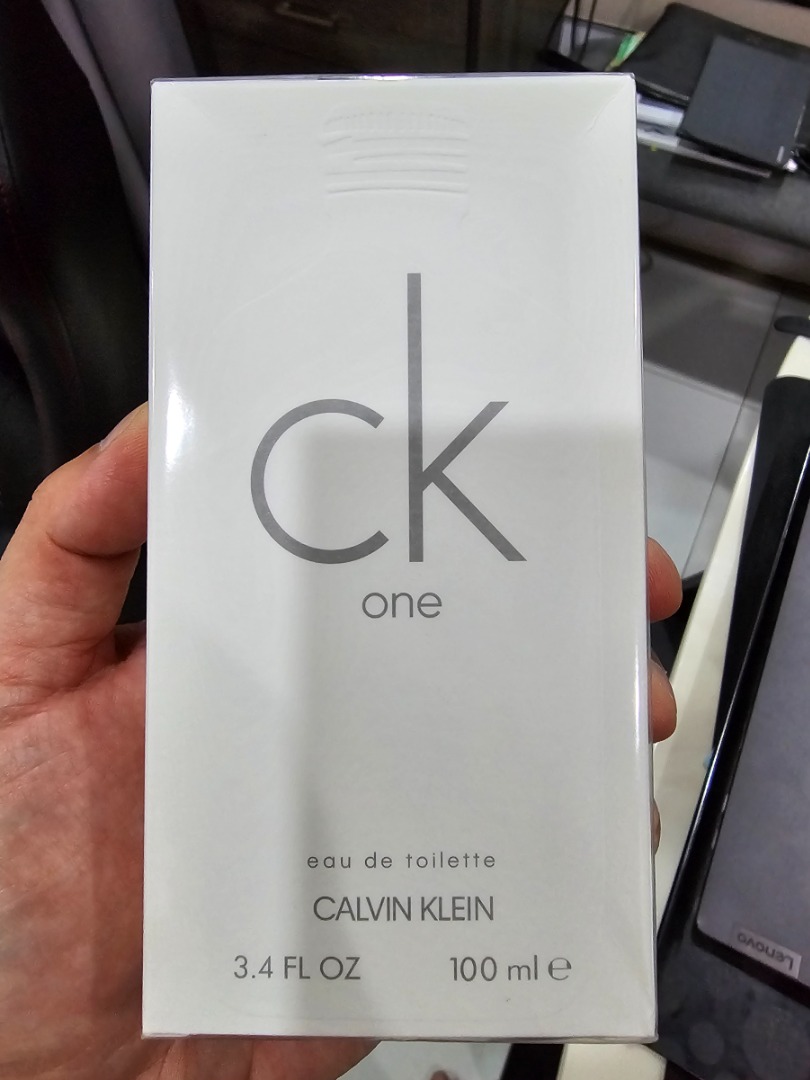 ck
one
eau de toilette
CALVIN KLEIN
3.4 FL OZ 100 ml ℮
Lenovo